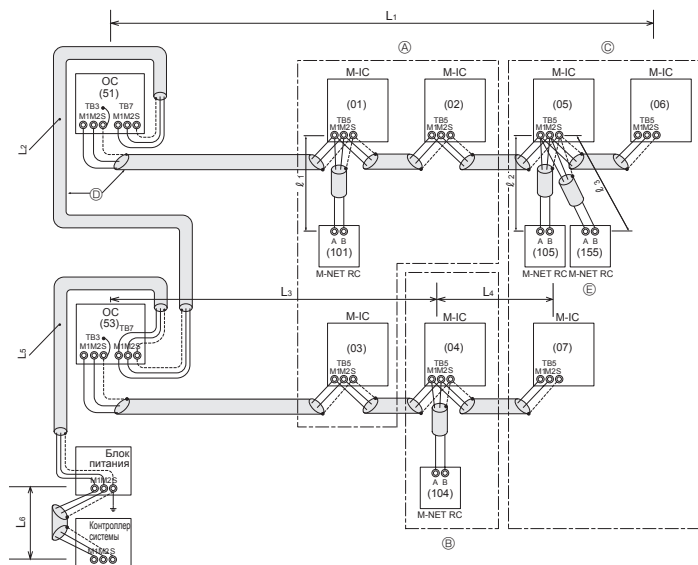 L1
Ⓐ
Ⓒ
OC
(51)
TB3 TB7
M1M2S M1M2S
M-IC
(01)
TB5
M1M2S
M-IC
(02)
TB5
M1M2S
M-IC
(05)
TB5
M1M2S
M-IC
(06)
TB5
M1M2S
L2
Ⓓ
ℓ1
ℓ2
ℓ3
A B
(101)
M-NET RC
A B
(105)
M-NET RC
A B
(155)
M-NET RC
Ⓔ
L3
L4
OC
(53)
TB3 TB7
M1M2S M1M2S
M-IC
(03)
TB5
M1M2S
M-IC
(04)
TB5
M1M2S
M-IC
(07)
TB5
M1M2S
L5
A B
(104)
M-NET RC
Ⓑ
Блок
питания
M1M2S
L6
Контроллер
системы
M1M2S